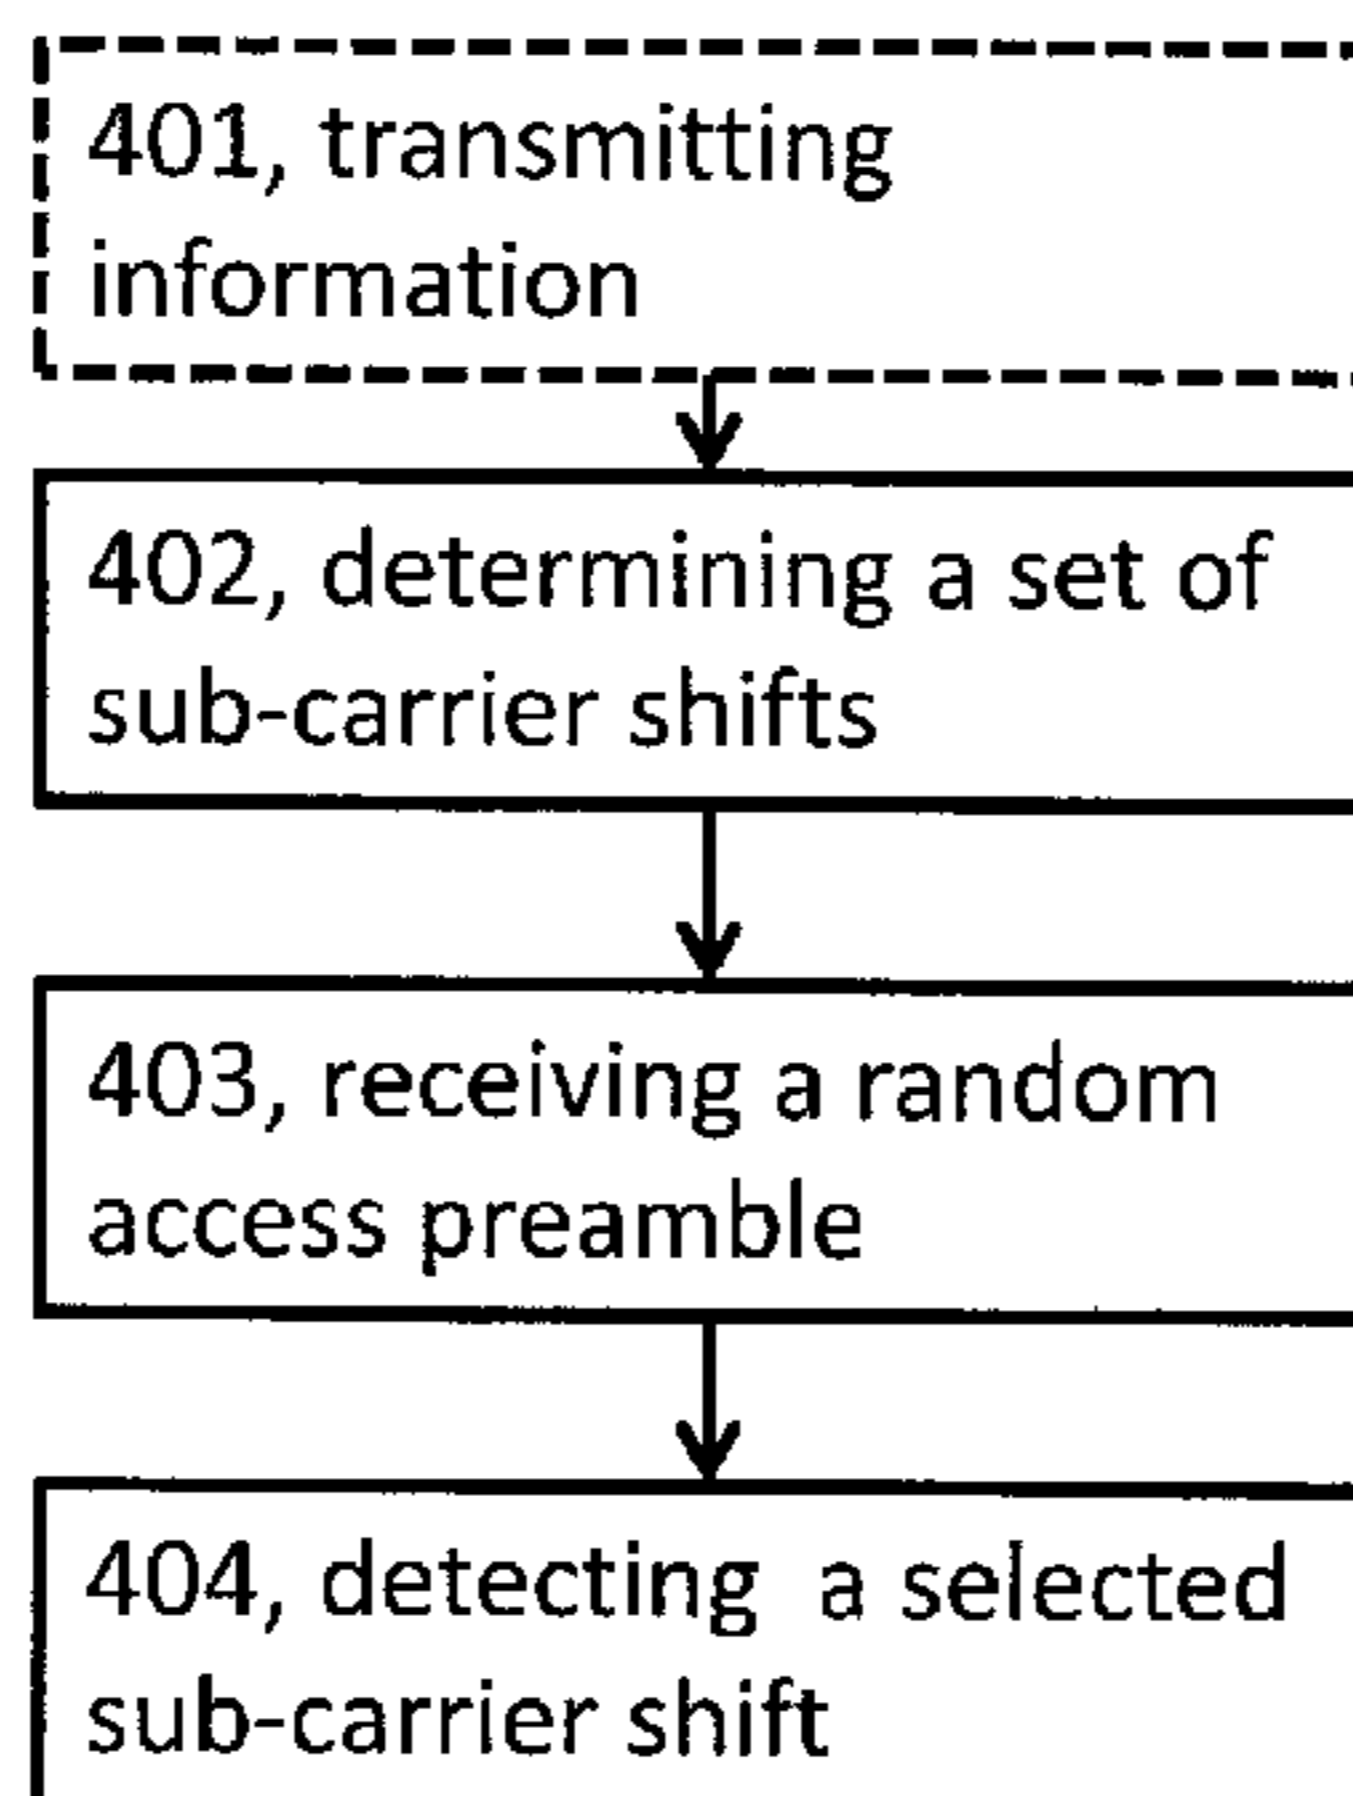 401, transmitting
information
402, determining a set of
sub-carrier shifts
403, receiving a random
access preamble
404, detecting a selected
sub-carrier shift